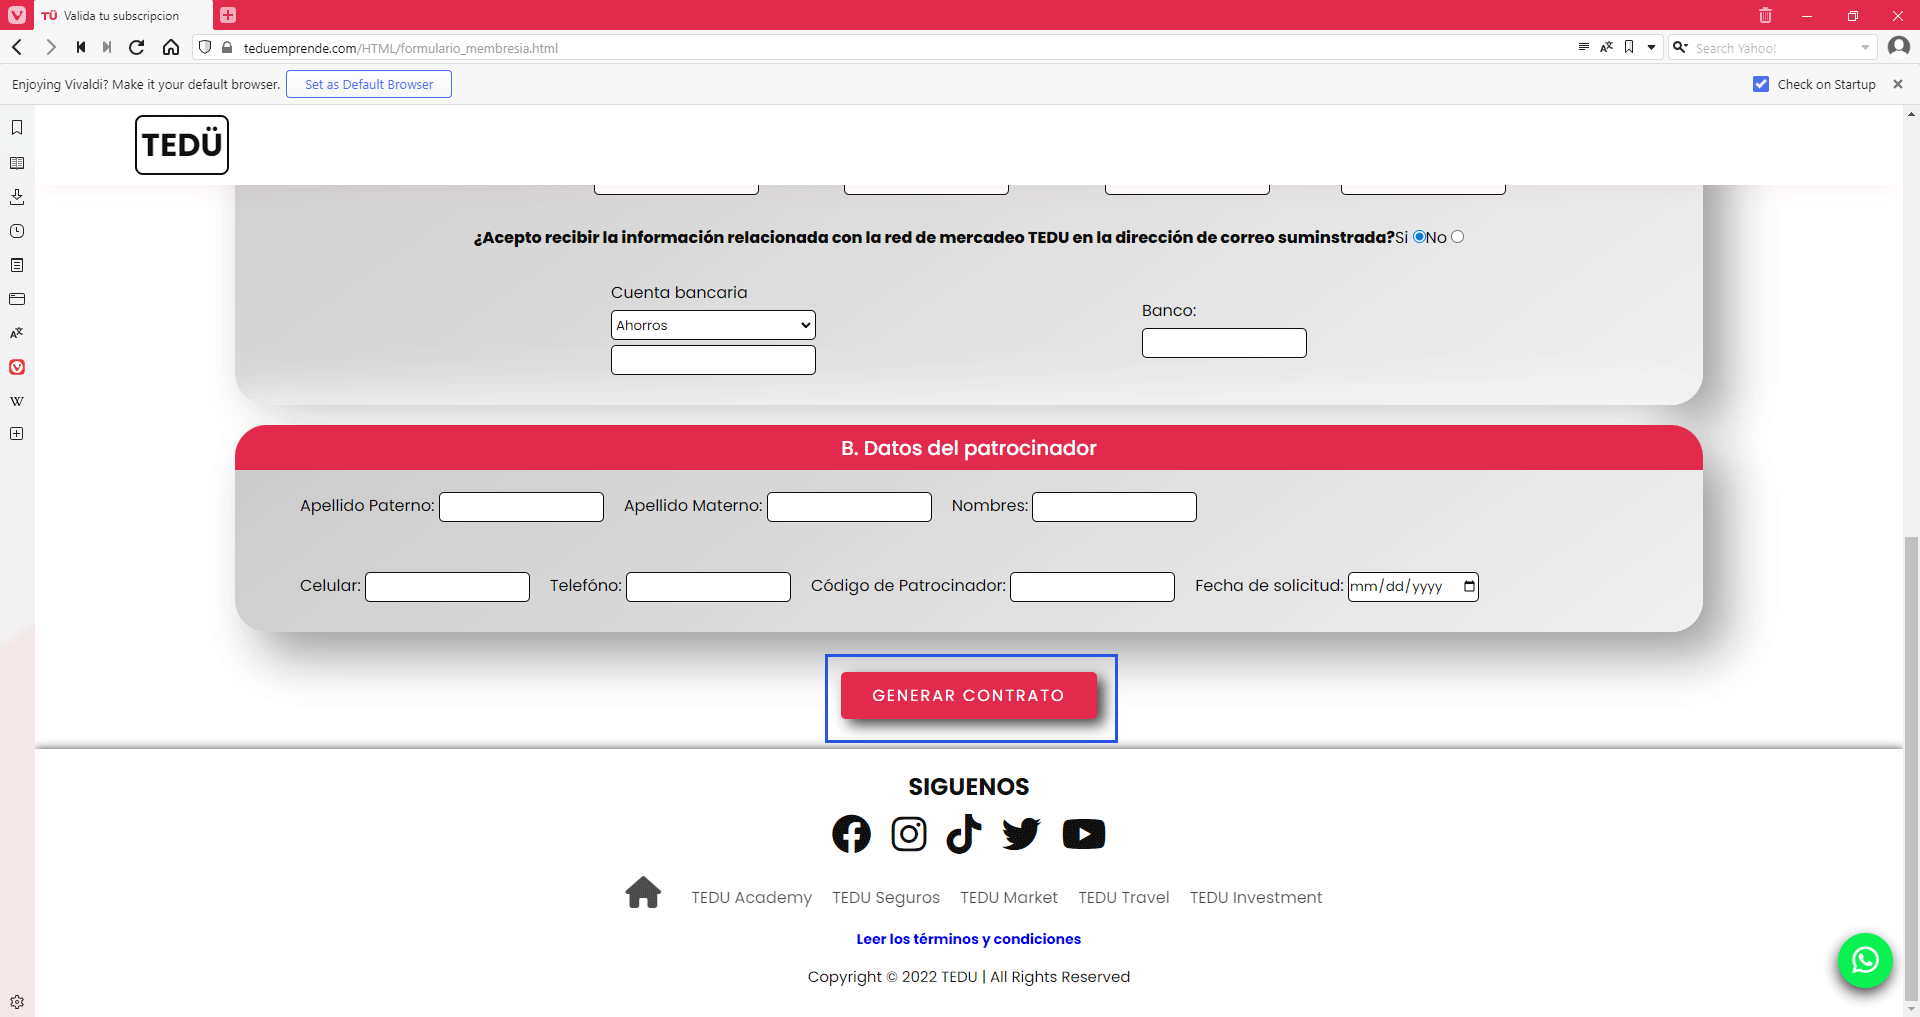 TÜ Valida tu subscripcion
teduemprende.com/HTML/formulario_membresia.html
Search Yahoo!
Enjoying Vivaldi? Make it your default browser. Set as Default Browser
Check on Startup
TEDÜ
¿Acepto recibir la información relacionada con la red de mercadeo TEDU en la dirección de correo suminstrada?Si No
Cuenta bancaria
Ahorros
Banco:
B. Datos del patrocinador
Apellido Paterno: Apellido Materno: Nombres:
Celular: Telefóno: Código de Patrocinador: Fecha de solicitud: mm/dd/yyyy
GENERAR CONTRATO
SIGUENOS
TEDU Academy TEDU Seguros TEDU Market TEDU Travel TEDU Investment
Leer los términos y condiciones
Copyright © 2022 TEDU | All Rights Reserved